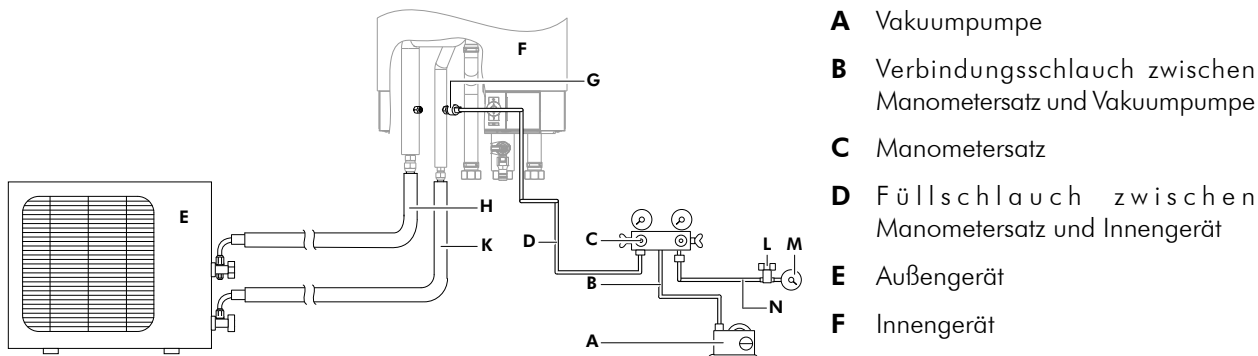 F
G
E
H
K
D
C
L
M
B
N
A
A Vakuumpumpe
B Verbindungsschlauch zwischen
Manometersatz und Vakuumpumpe
C Manometersatz
D Füllschlauch zwischen
Manometersatz und Innengerät
E Außengerät
F Innengerät